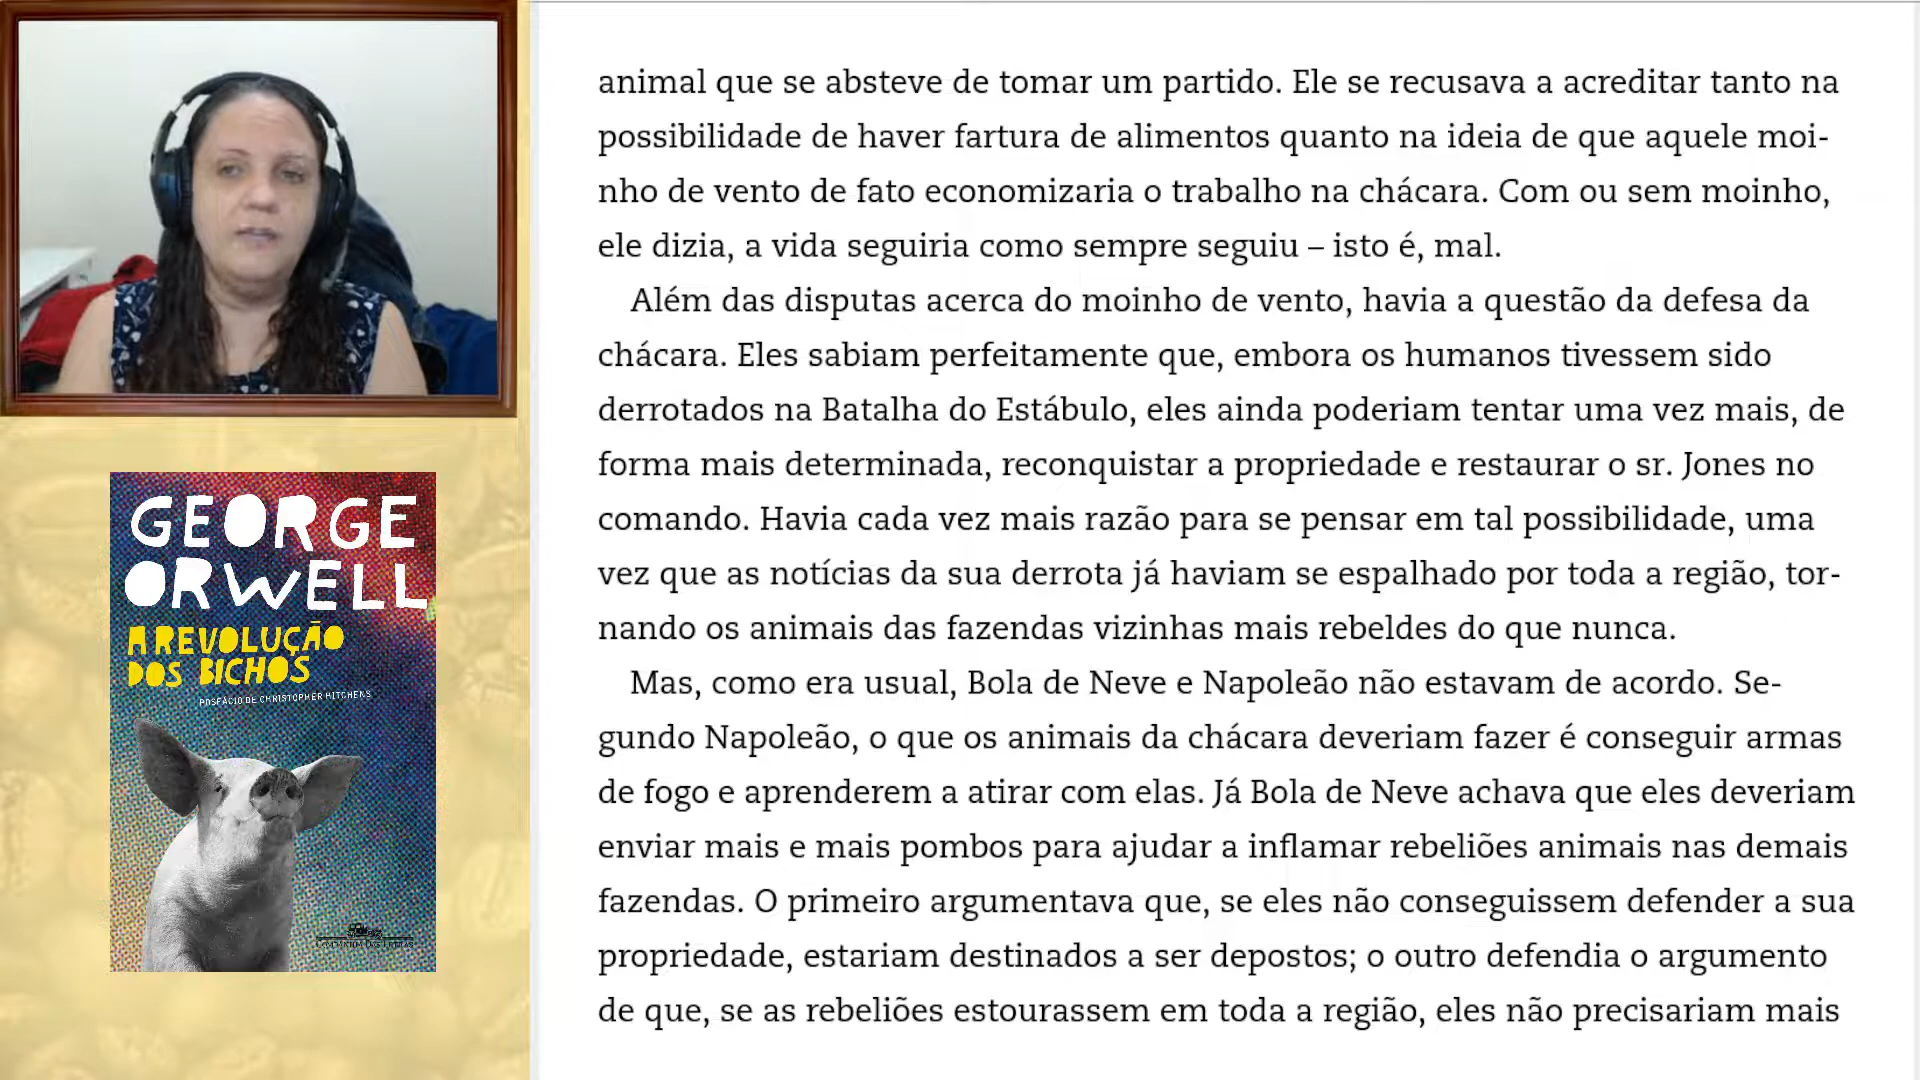 animal que se absteve de tomar um partido. Ele se recusava a acreditar tanto na
possibilidade de haver fartura de alimentos quanto na ideia de que aquele moi-
nho de vento de fato economizaria o trabalho na chácara. Com ou sem moinho,
ele dizia, a vida seguiria como sempre seguiu – isto é, mal.
Além das disputas acerca do moinho de vento, havia a questão da defesa da
chácara. Eles sabiam perfeitamente que, embora os humanos tivessem sido
derrotados na Batalha do Estábulo, eles ainda poderiam tentar uma vez mais, de
forma mais determinada, reconquistar a propriedade e restaurar o sr. Jones no
comando. Havia cada vez mais razão para se pensar em tal possibilidade, uma
vez que as notícias da sua derrota já haviam se espalhado por toda a região, tor-
nando os animais das fazendas vizinhas mais rebeldes do que nunca.
Mas, como era usual, Bola de Neve e Napoleão não estavam de acordo. Se-
gundo Napoleão, o que os animais da chácara deveriam fazer é conseguir armas
de fogo e aprenderem a atirar com elas. Já Bola de Neve achava que eles deveriam
enviar mais e mais pombos para ajudar a inflamar rebeliões animais nas demais
fazendas. O primeiro argumentava que, se eles não conseguissem defender a sua
propriedade, estariam destinados a ser depostos; o outro defendia o argumento
de que, se as rebeliões estourassem em toda a região, eles não precisariam mais
GEORGE
ORWELL
A REVOLUÇÃO
DOS BICHOS
POSFÁCIO DE CHRISTOPHER HITCHENS
COMPANHIA DAS LETRAS